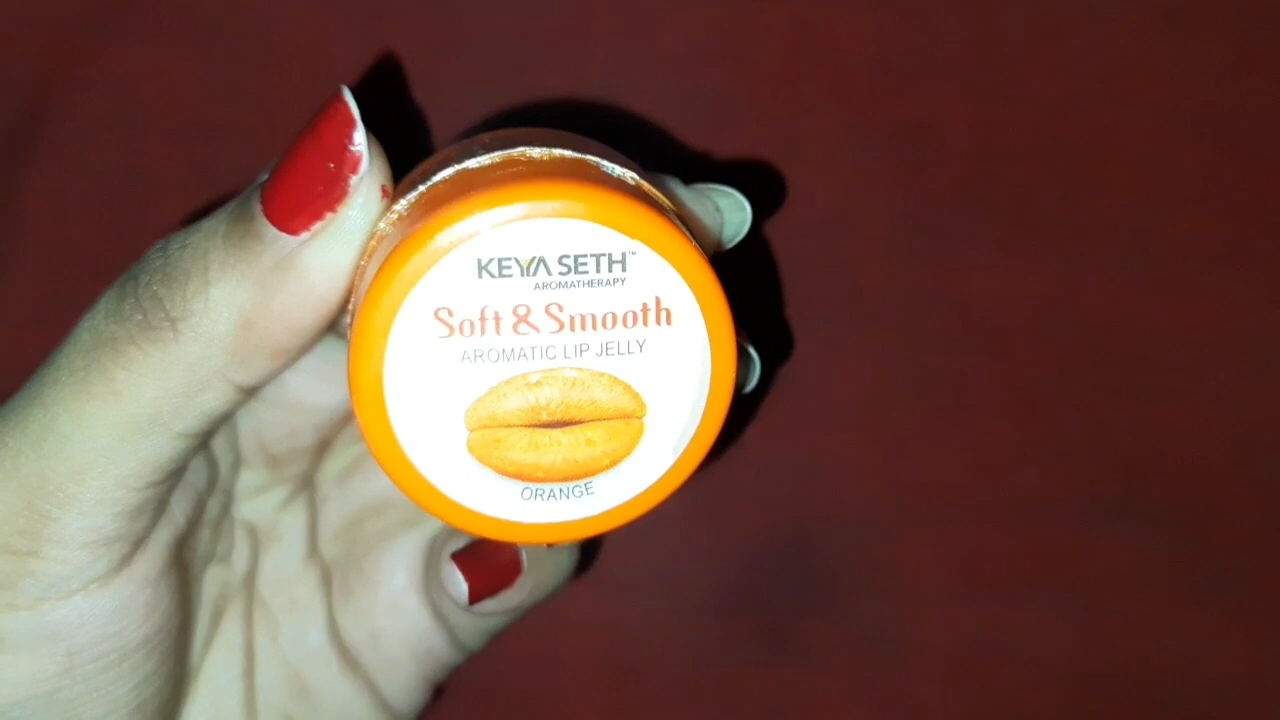 KEYA SETH™
AROMATHERAPY
Soft & Smooth
AROMATIC LIP JELLY
ORANGE